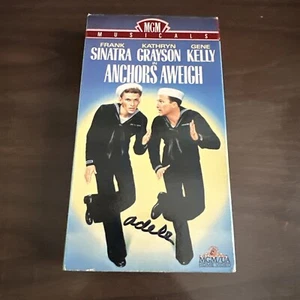 MGM
MUSICALS
FRANK KATHRYN GENE
SINATRA GRAYSON KELLY
ANCHORS AWEIGH
adele
MGM/UA